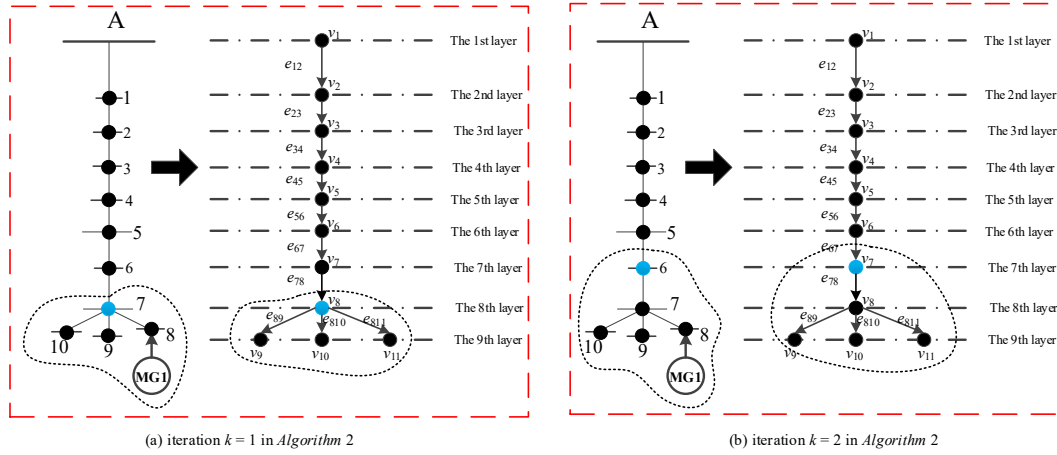 A
1
2
3
4
5
6
7
8
9
10
MG1
v1
e12
v2
e23
v3
e34
v4
e45
v5
e56
v6
e67
v7
e78
v8
e89
e810
e811
v9
v10
v11
The 1st layer
The 2nd layer
The 3rd layer
The 4th layer
The 5th layer
The 6th layer
The 7th layer
The 8th layer
The 9th layer
(a) iteration k = 1 in Algorithm 2
A
1
2
3
4
5
6
7
8
9
10
MG1
v1
e12
v2
e23
v3
e34
v4
e45
v5
e56
v6
e67
v7
e78
v8
e89
e810
e811
v9
v10
v11
The 1st layer
The 2nd layer
The 3rd layer
The 4th layer
The 5th layer
The 6th layer
The 7th layer
The 8th layer
The 9th layer
(b) iteration k = 2 in Algorithm 2